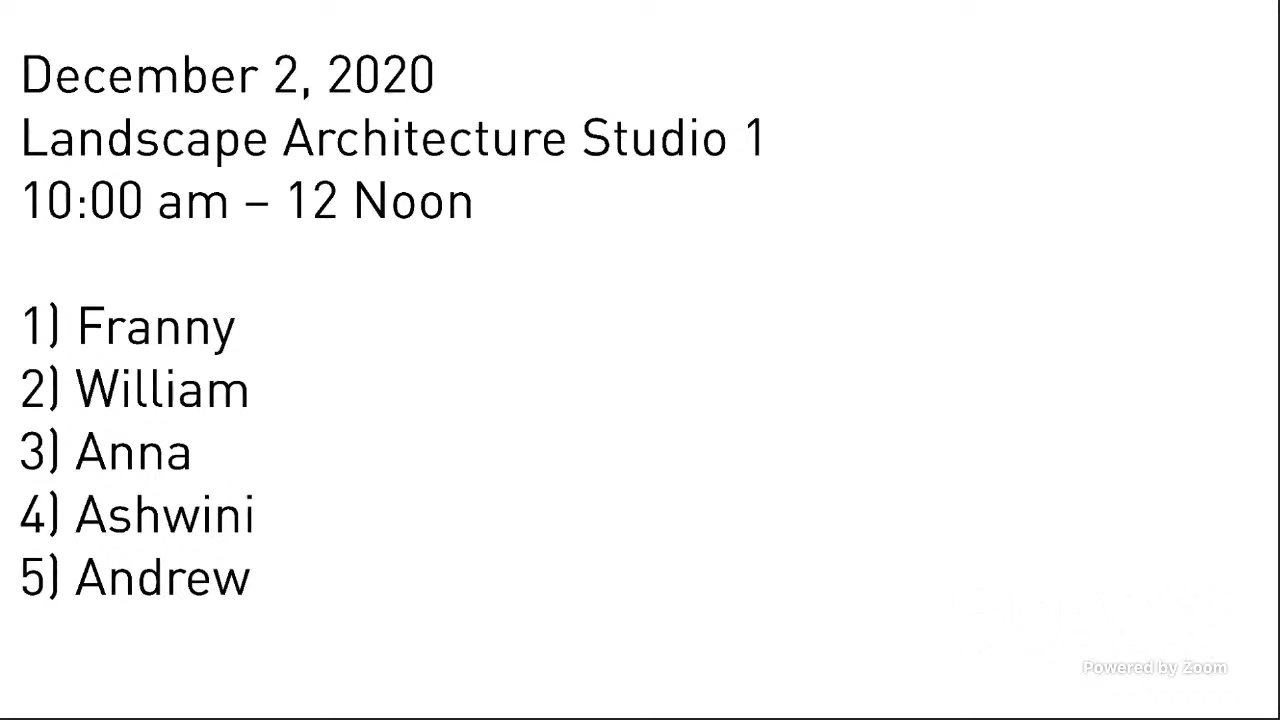 December 2, 2020
Landscape Architecture Studio 1
10:00 am – 12 Noon
1) Franny
2) William
3) Anna
4) Ashwini
5) Andrew
Powered by Zoom